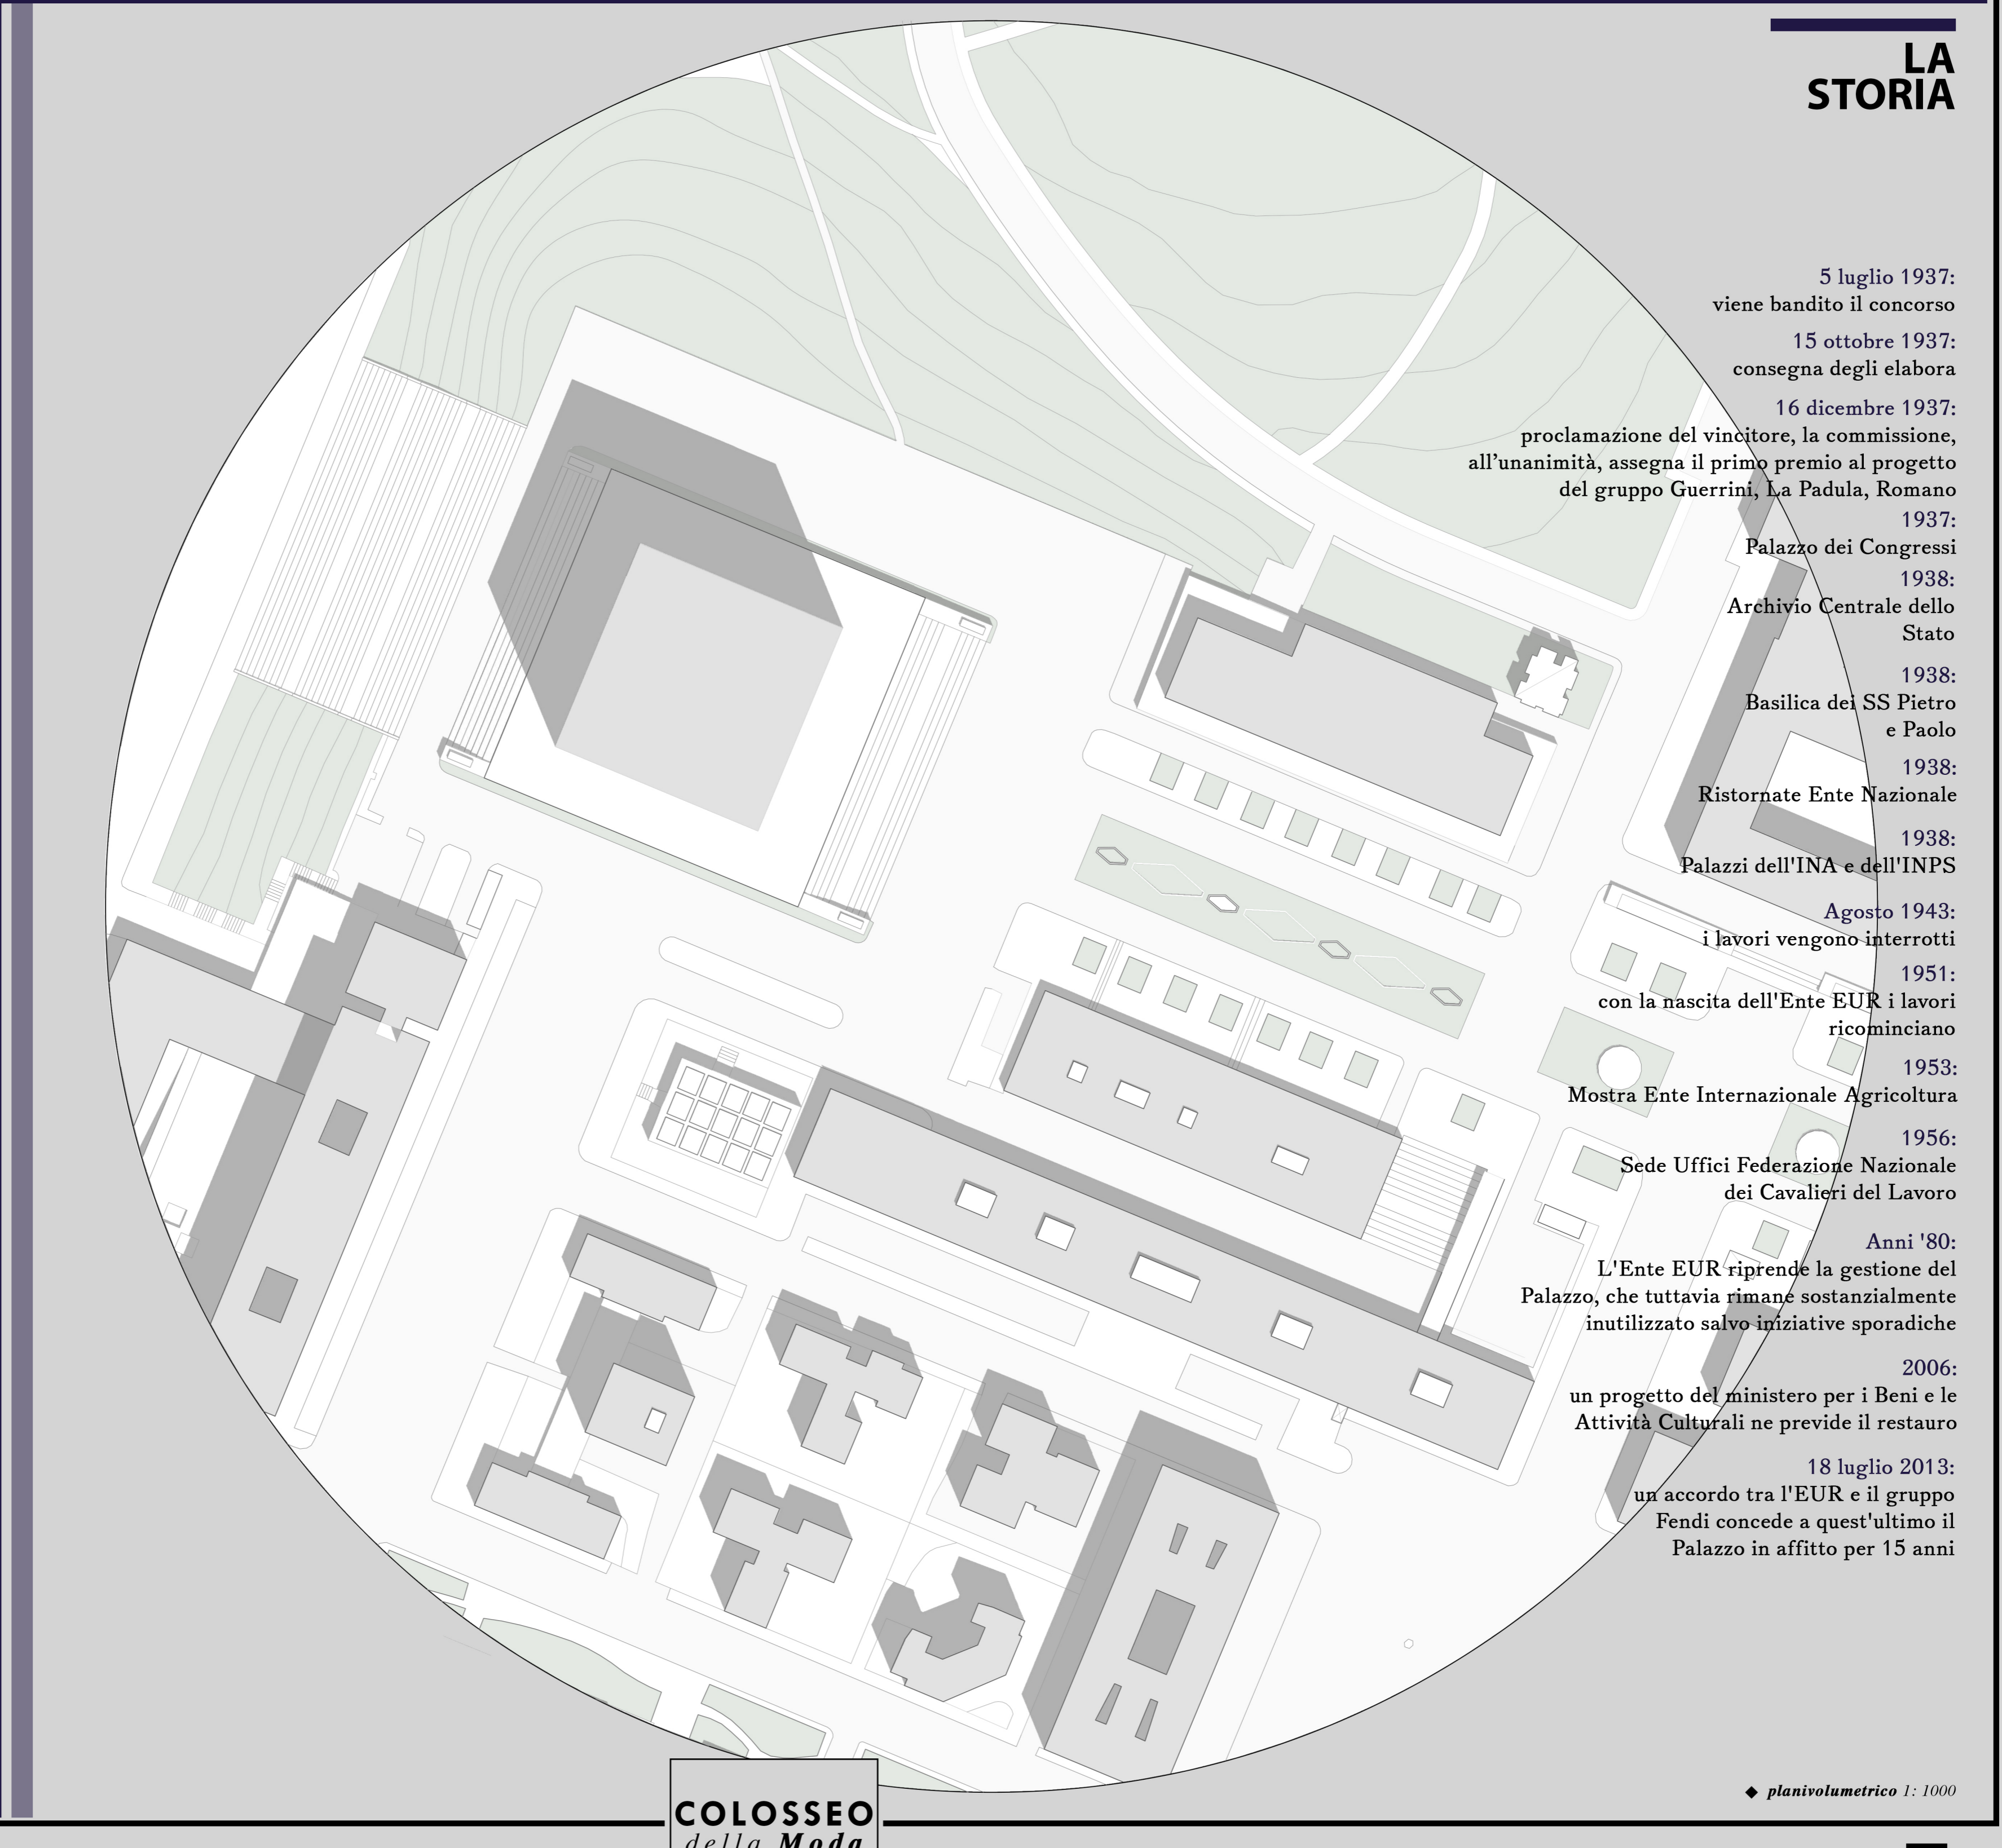 LA
STORIA
5 luglio 1937:
viene bandito il concorso
15 ottobre 1937:
consegna degli elabora
16 dicembre 1937:
proclamazione del vincitore, la commissione,
all'unanimità, assegna il primo premio al progetto
del gruppo Guerrini, La Padula, Romano
1937:
Palazzo dei Congressi
1938:
Archivio Centrale dello
Stato
1938:
Basilica dei SS Pietro
e Paolo
1938:
Ristornate Ente Nazionale
1938:
Palazzi dell'INA e dell'INPS
Agosto 1943:
i lavori vengono interrotti
1951:
con la nascita dell'Ente EUR i lavori
ricominciano
1953:
Mostra Ente Internazionale Agricoltura
1956:
Sede Uffici Federazione Nazionale
dei Cavalieri del Lavoro
Anni '80:
L'Ente EUR riprende la gestione del
Palazzo, che tuttavia rimane sostanzialmente
inutilizzato salvo iniziative sporadiche
2006:
un progetto del ministero per i Beni e le
Attività Culturali ne previde il restauro
18 luglio 2013:
un accordo tra l'EUR e il gruppo
Fendi concede a quest'ultimo il
Palazzo in affitto per 15 anni
◆ planivolumetrico 1: 1000
COLOSSEO
della Moda